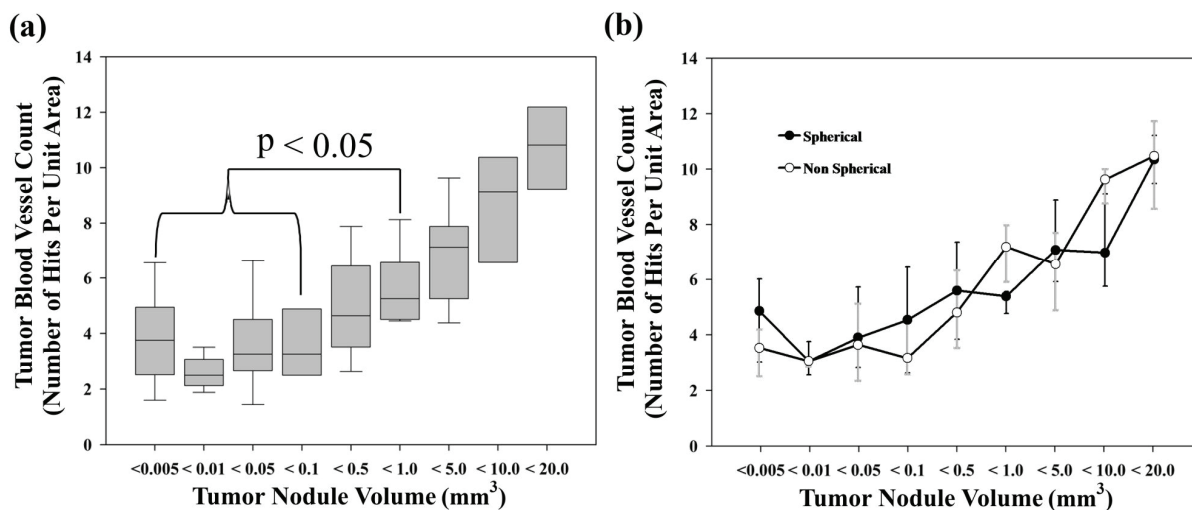 (a)
Tumor Blood Vessel Count
(Number of Hits Per Unit Area)
14
12
10
8
6
4
2
0
p < 0.05
<0.005 < 0.01 <0.05 < 0.1 < 0.5 < 1.0 < 5.0 < 10.0 < 20.0
Tumor Nodule Volume (mm³)
(b)
Tumor Blood Vessel Count
(Number of Hits Per Unit Area)
14
12
10
8
6
4
2
0
Spherical
Non Spherical
<0.005 < 0.01 <0.05 < 0.1 < 0.5 < 1.0 < 5.0 < 10.0 < 20.0
Tumor Nodule Volume (mm³)